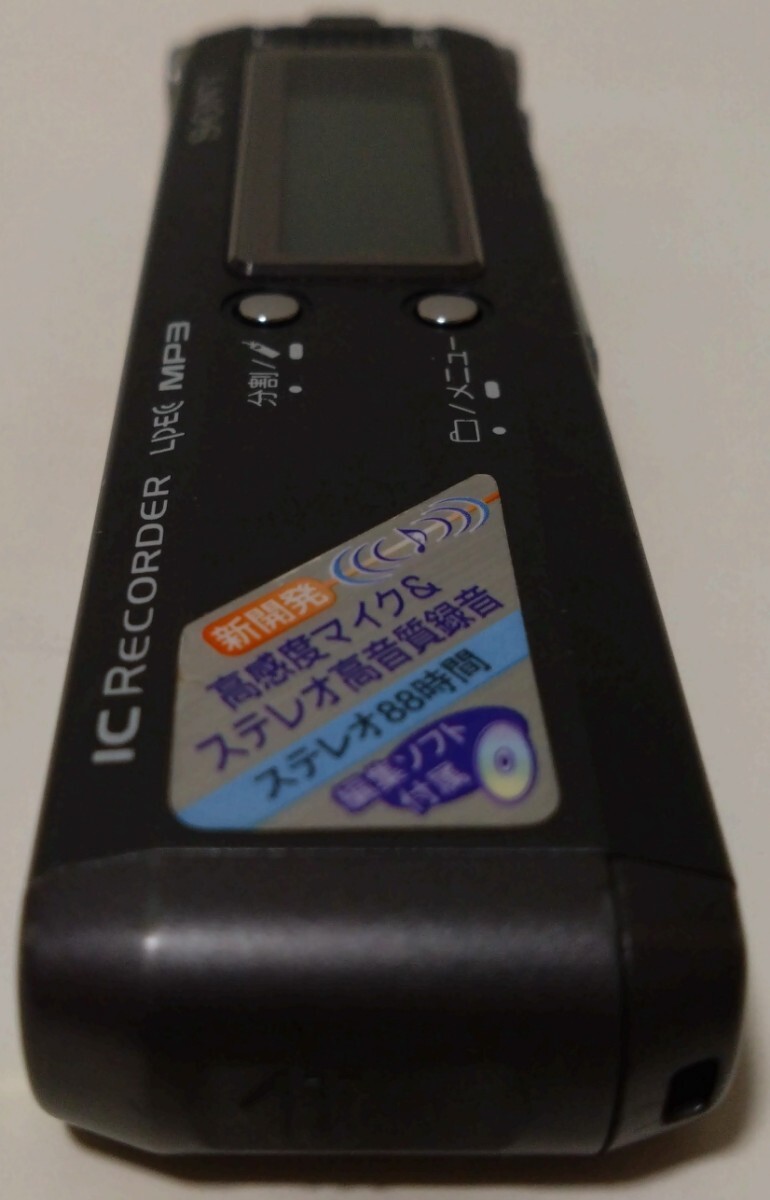 SONY
分割/
/メニュー
IC RECORDER LPEC MP3
新開発
高感度マイク&
ステレオ高音質録音
ステレオ88時間
編集ソフト
付属